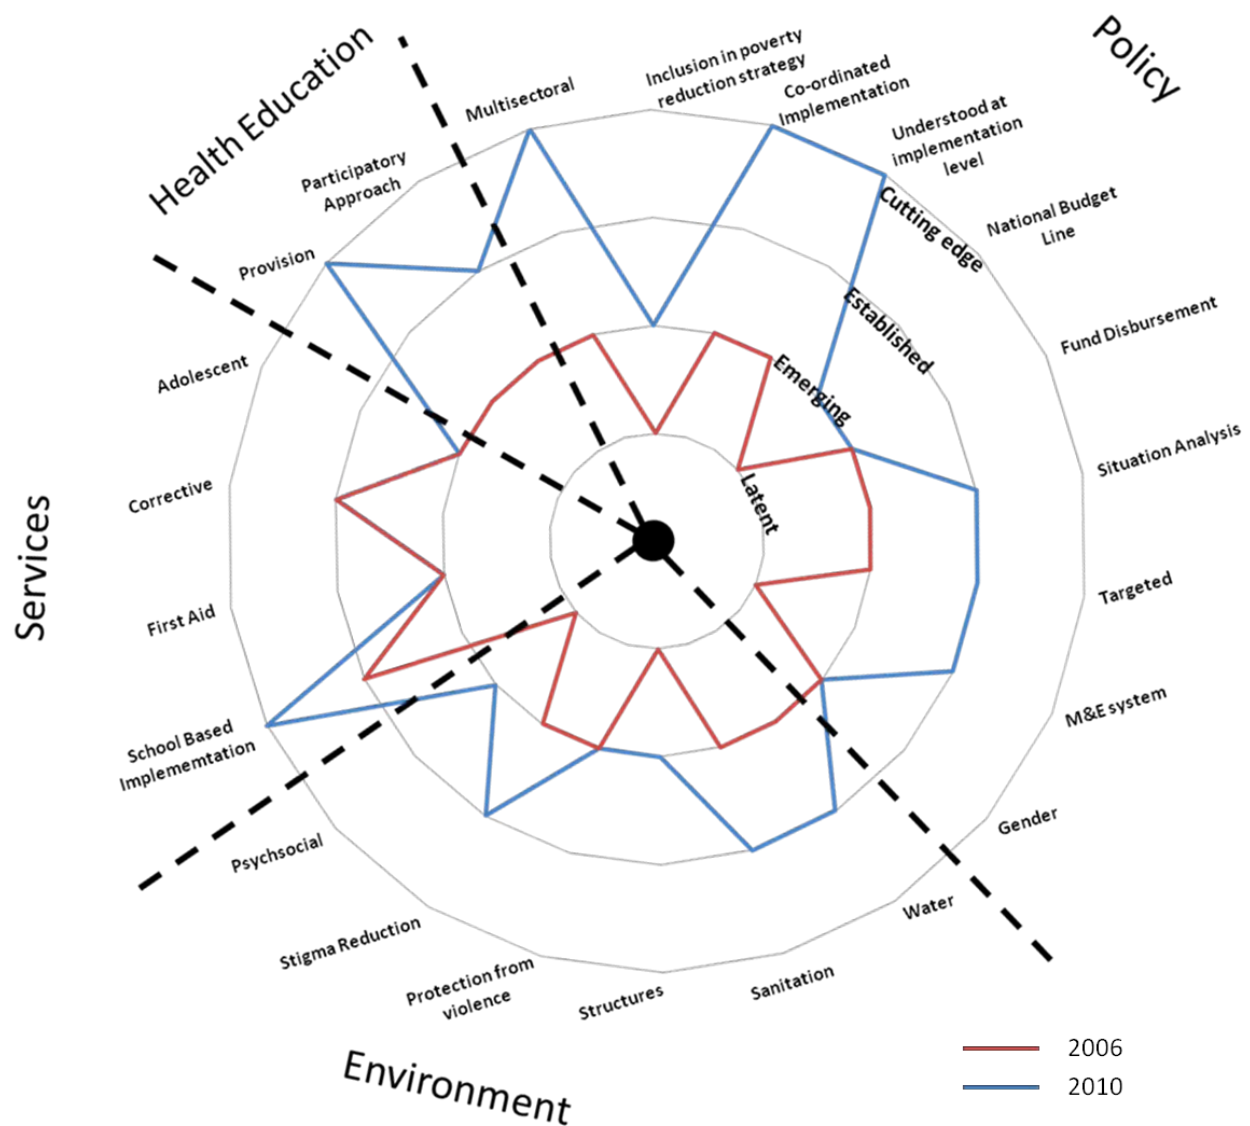 Health Education
Policy
Services
Environment
Multisectoral
Inclusion in poverty
reduction strategy
Co-ordinated
Implementation
Understood at
implementation
level
National Budget
Line
Fund Disbursement
Situation Analysis
Targeted
M&E system
Gender
Water
Sanitation
Structures
Protection from
violence
Stigma Reduction
Psychsocial
School Based
Implememtation
First Aid
Corrective
Adolescent
Provision
Participatory
Approach
Cutting edge
Established
Emerging
Latent
2006
2010